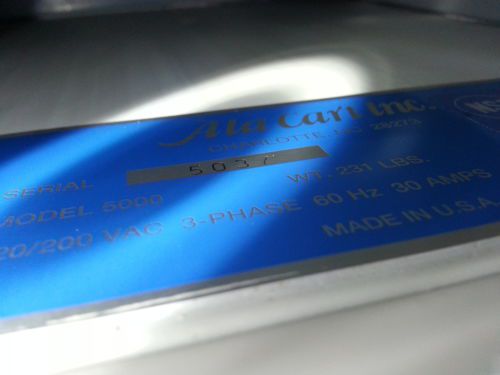 Ala Cart Inc.
CHARLOTTE, NC 28273
SERIAL 5037 WT. 231 LBS.
MODEL 5000
20/200 VAC 3-PHASE 60 Hz 30 AMPS
MADE IN U.S.A.